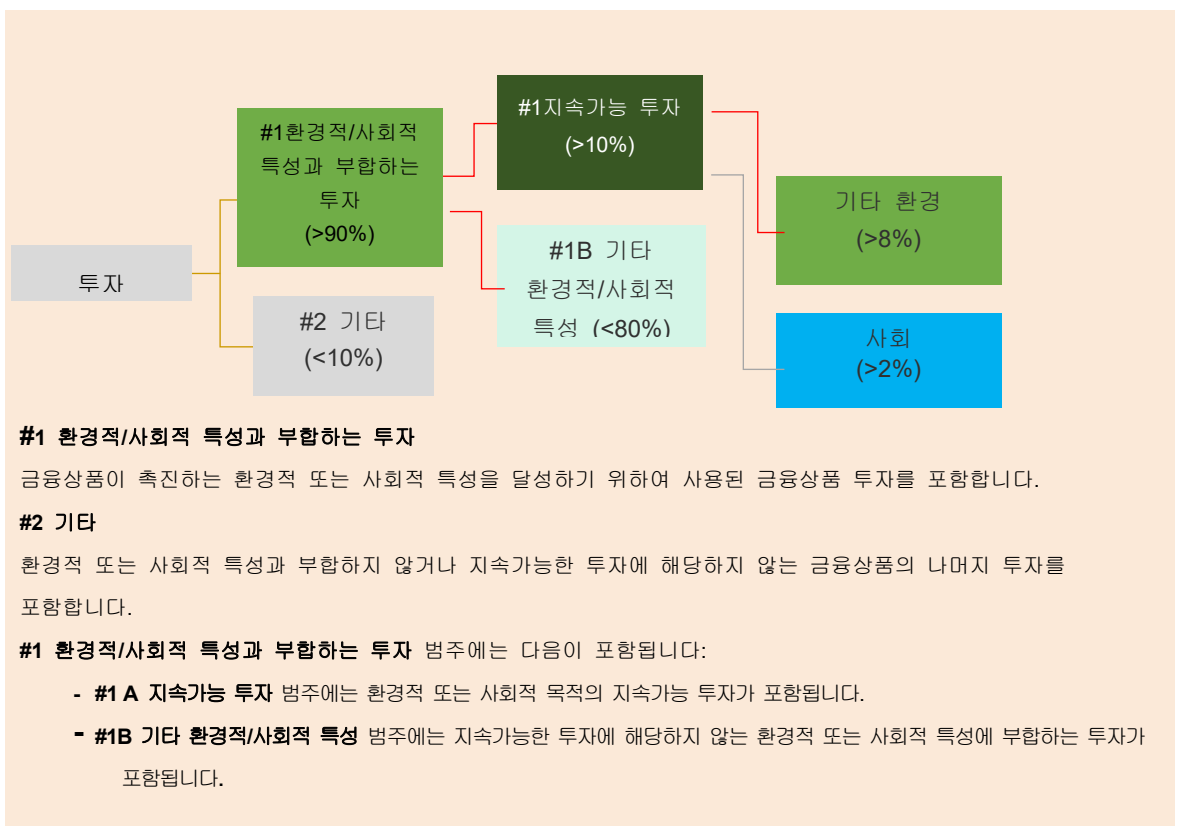 #1환경적/사회적
특성과 부합하는
투자
(>90%)
#1지속가능 투자
(>10%)
기타 환경
(>8%)
#1B 기타
환경적/사회적
특성 (<80%)
투자
#2 기타
(<10%)
사회
(>2%)
#1 환경적/사회적 특성과 부합하는 투자
금융상품이 촉진하는 환경적 또는 사회적 특성을 달성하기 위하여 사용된 금융상품 투자를 포함합니다.
#2 기타
환경적 또는 사회적 특성과 부합하지 않거나 지속가능한 투자에 해당하지 않는 금융상품의 나머지 투자를
포함합니다.
#1 환경적/사회적 특성과 부합하는 투자 범주에는 다음이 포함됩니다:
- #1 A 지속가능 투자 범주에는 환경적 또는 사회적 목적의 지속가능 투자가 포함됩니다.
- #1B 기타 환경적/사회적 특성 범주에는 지속가능한 투자에 해당하지 않는 환경적 또는 사회적 특성에 부합하는 투자가
포함됩니다.